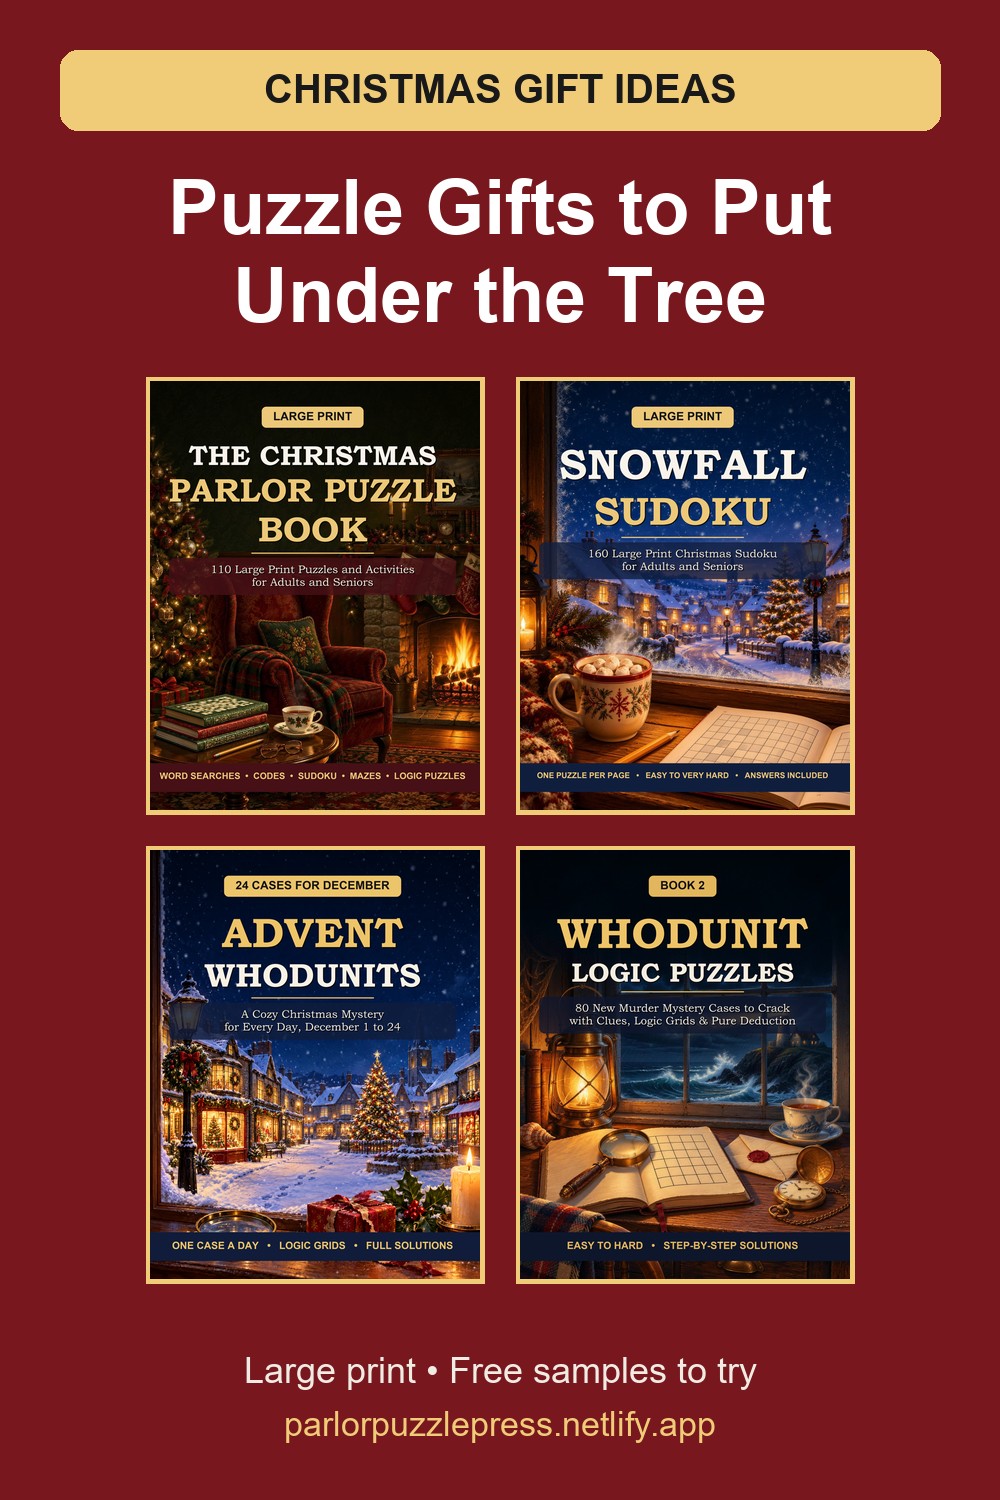 CHRISTMAS GIFT IDEAS
Puzzle Gifts to Put
Under the Tree
LARGE PRINT
THE CHRISTMAS
PARLOR PUZZLE
BOOK
110 Large Print Puzzles and Activities
for Adults and Seniors
WORD SEARCHES • CODES • SUDOKU • MAZES • LOGIC PUZZLES
LARGE PRINT
SNOWFALL
SUDOKU
160 Large Print Christmas Sudoku
for Adults and Seniors
ONE PUZZLE PER PAGE • EASY TO VERY HARD • ANSWERS INCLUDED
24 CASES FOR DECEMBER
ADVENT
WHODUNITS
A Cozy Christmas Mystery
for Every Day, December 1 to 24
ONE CASE A DAY • LOGIC GRIDS • FULL SOLUTIONS
BOOK 2
WHODUNIT
LOGIC PUZZLES
80 New Murder Mystery Cases to Crack
with Clues, Logic Grids & Pure Deduction
EASY TO HARD • STEP-BY-STEP SOLUTIONS
Large print • Free samples to try
parlorpuzzlepress.netlify.app